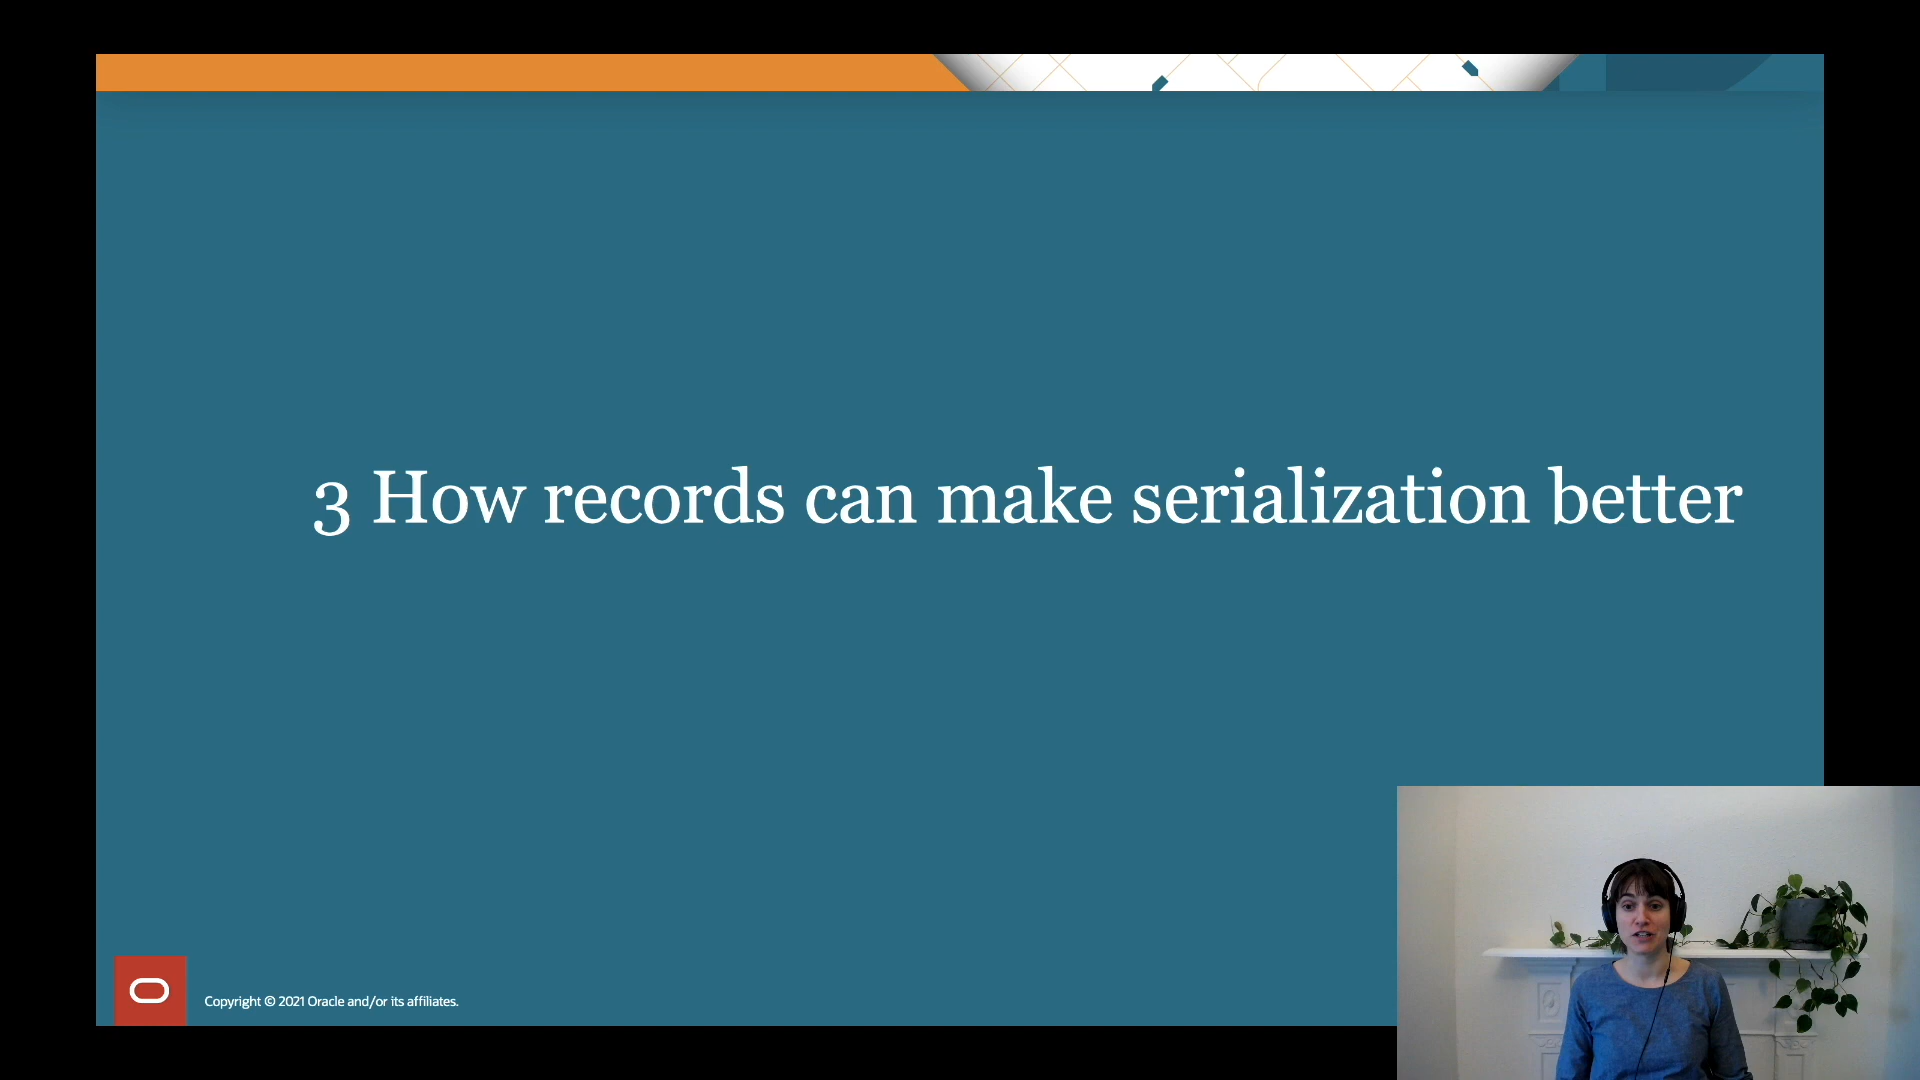 3 How records can make serialization better
Copyright © 2021 Oracle and/or its affiliates.